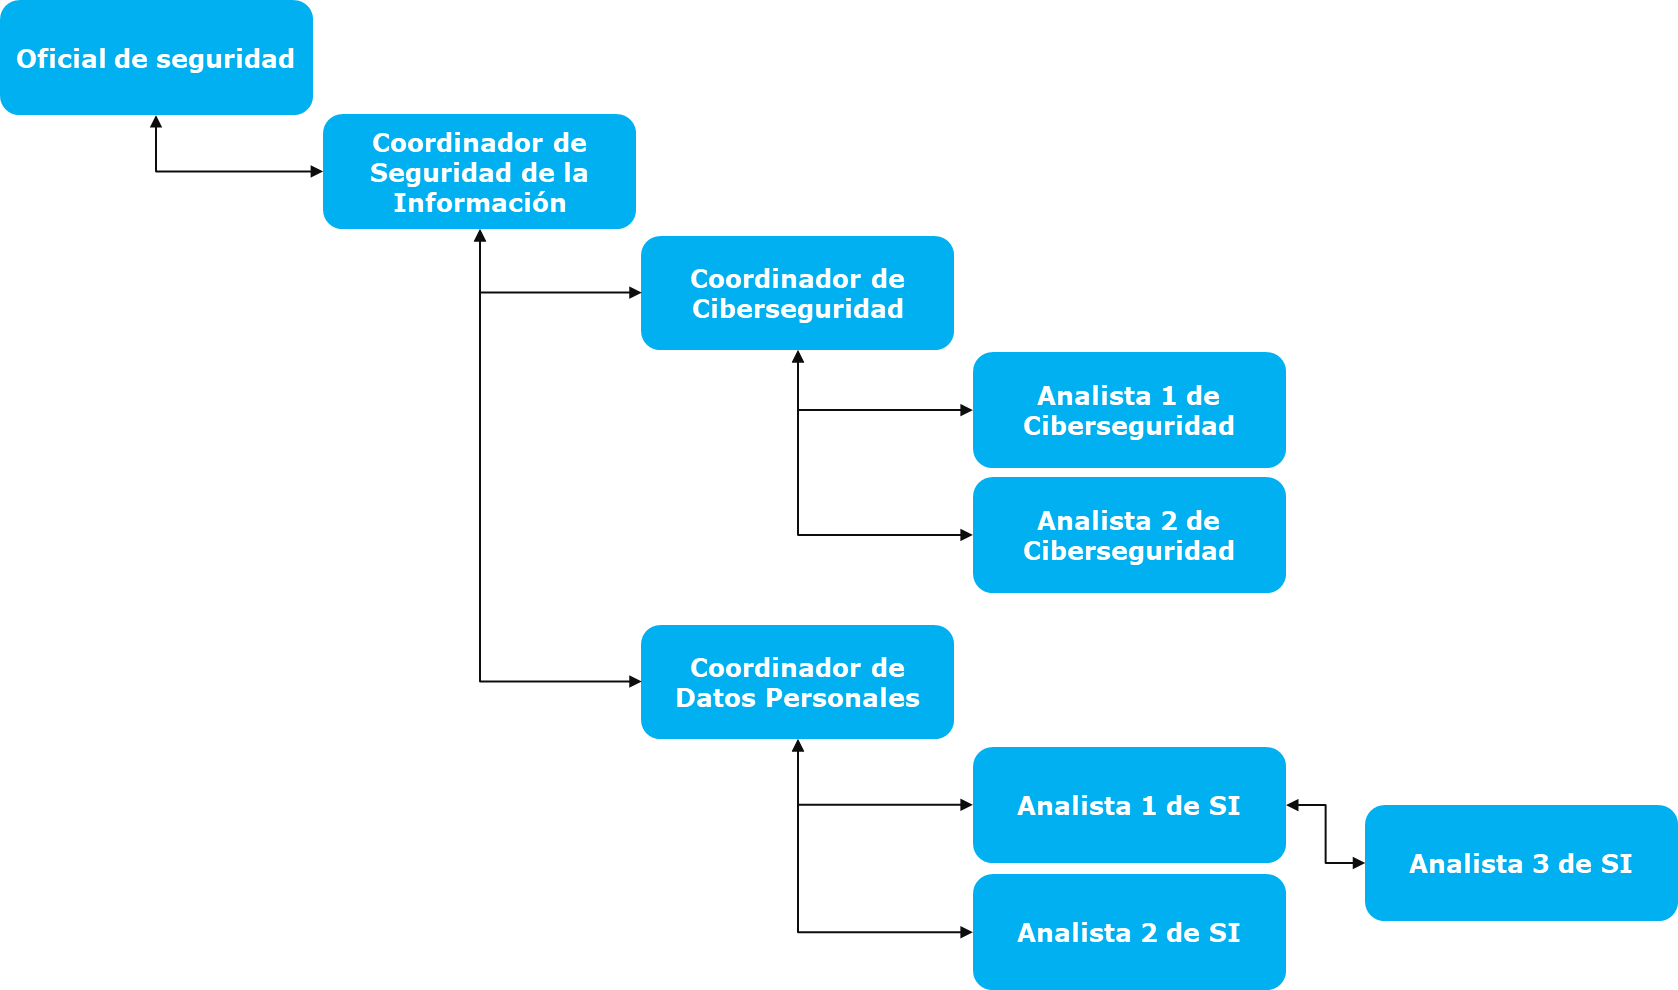 Oficial de seguridad
Coordinador de
Seguridad de la
Información
Coordinador de
Ciberseguridad
Analista 1 de
Ciberseguridad
Analista 2 de
Ciberseguridad
Coordinador de
Datos Personales
Analista 1 de SI
Analista 3 de SI
Analista 2 de SI